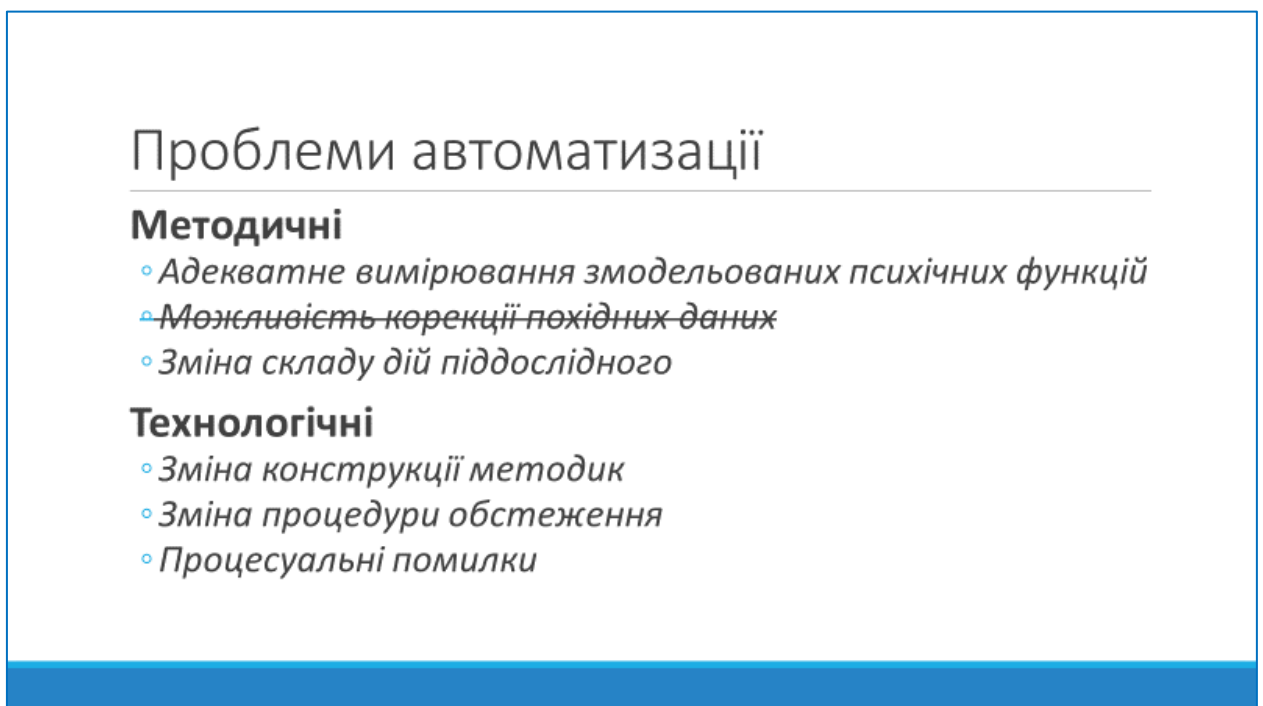 Проблеми автоматизації
Методичні
◦Адекватне вимірювання змодельованих психічних функцій
◦Можливість корекції похідних даних
◦Зміна складу дій піддослідного
Технологічні
◦Зміна конструкції методик
◦Зміна процедури обстеження
◦Процесуальні помилки